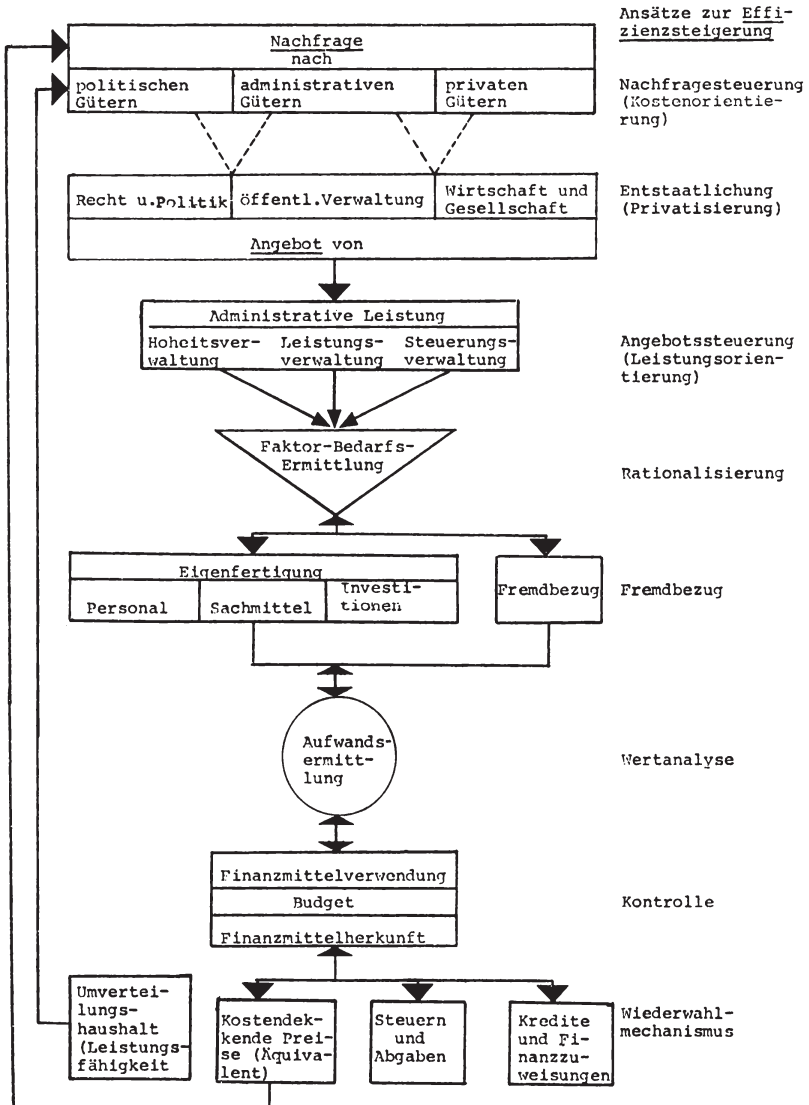 Ansätze zur Effi-
zienzsteigerung
Nachfrage
nach
politischen
Gütern
administrativen
Gütern
privaten
Gütern
Nachfragesteuerung
(Kostenorientie-
rung)
Recht u.Politik
öffentl.Verwaltung
Wirtschaft und
Gesellschaft
Entstaatlichung
(Privatisierung)
Angebot von
Administrative Leistung
Hoheitsver-
waltung
Leistungs-
verwaltung
Steuerungs-
verwaltung
Angebotssteuerung
(Leistungsorien-
tierung)
Faktor-Bedarfs-
Ermittlung
Rationalisierung
Eigenfertigung
Personal
Sachmittel
Investi-
tionen
Fremdbezug
Fremdbezug
Aufwands-
ermitt-
lung
Wertanalyse
Finanzmittelverwendung
Budget
Finanzmittelherkunft
Kontrolle
Umvertei-
lungs-
haushalt
(Leistungs-
fähigkeit
Kostendek-
kende Prei-
se (Äquiva-
lent)
Steuern
und
Abgaben
Kredite
und Fi-
nanzzu-
weisungen
Wiederwahl-
mechanismus